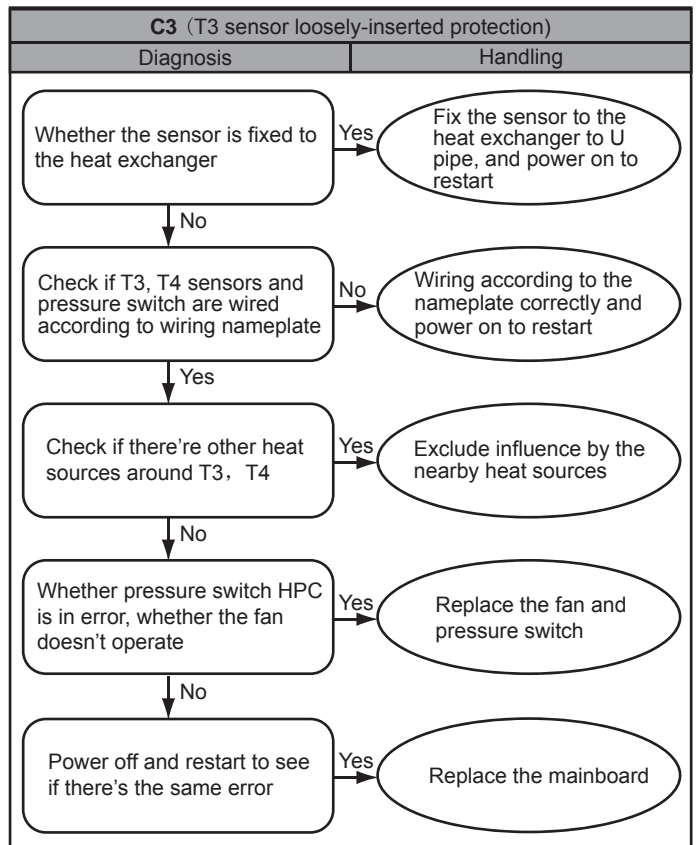 C3（T3 sensor loosely-inserted protection)
Diagnosis
Handling
Whether the sensor is fixed to
the heat exchanger
Yes
Fix the sensor to the
heat exchanger to U
pipe, and power on to
restart
No
Check if T3, T4 sensors and
pressure switch are wired
according to wiring nameplate
No
Wiring according to the
nameplate correctly and
power on to restart
Yes
Check if there're other heat
sources around T3，T4
Yes
Exclude influence by the
nearby heat sources
No
Whether pressure switch HPC
is in error, whether the fan
doesn't operate
Yes
Replace the fan and
pressure switch
No
Power off and restart to see
if there's the same error
Yes
Replace the mainboard